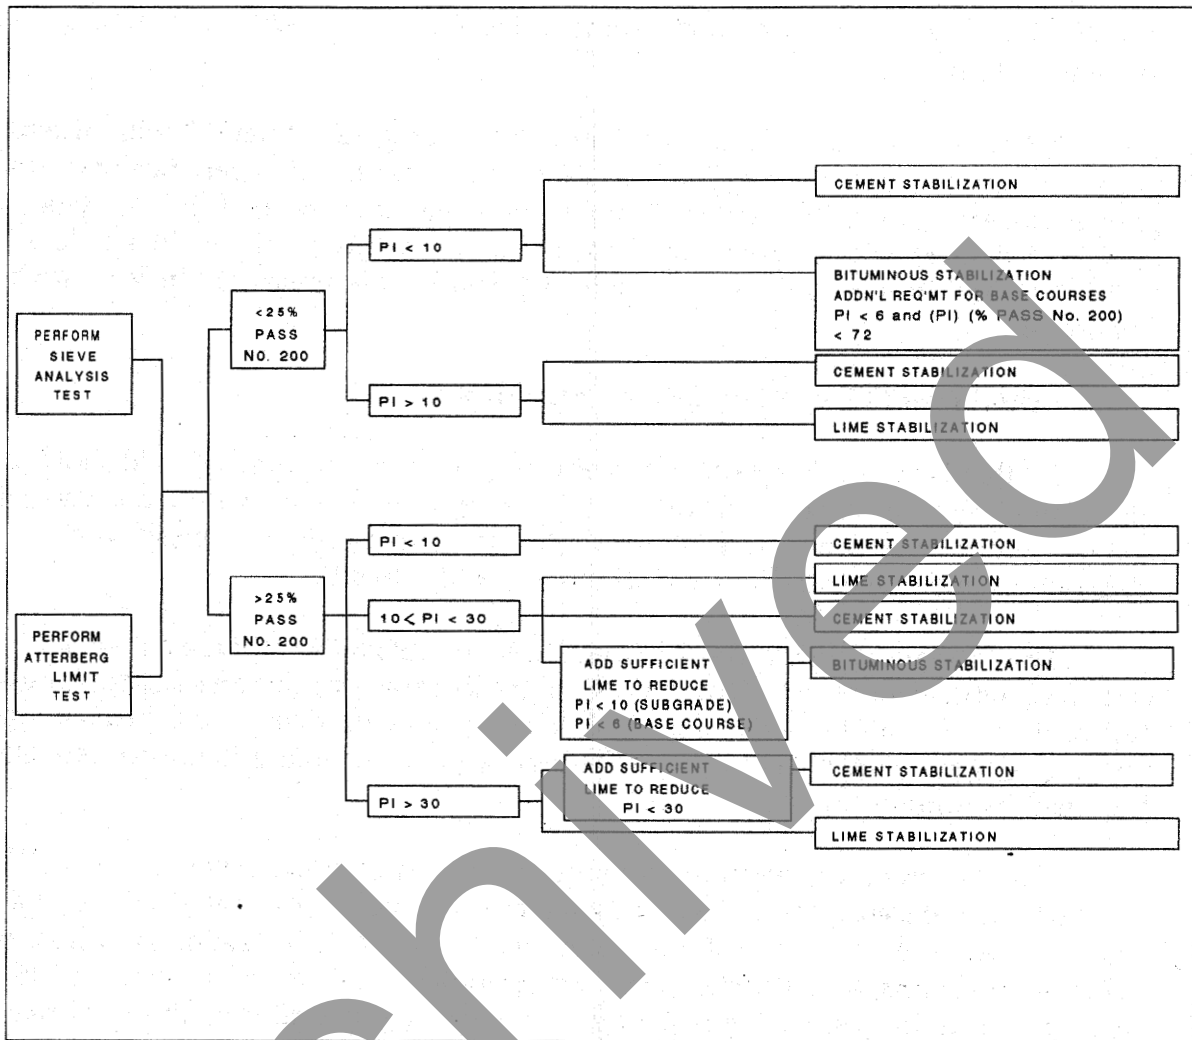 PERFORM
SIEVE
ANALYSIS
TEST
PERFORM
ATTERBERG
LIMIT
TEST
<25%
PASS
NO. 200
>25%
PASS
NO. 200
PI < 10
PI > 10
PI < 10
10 < PI < 30
PI > 30
CEMENT STABILIZATION
BITUMINOUS STABILIZATION
ADDN'L REQ'MT FOR BASE COURSES
PI < 6 and (PI) (% PASS No. 200)
< 72
CEMENT STABILIZATION
LIME STABILIZATION
CEMENT STABILIZATION
LIME STABILIZATION
CEMENT STABILIZATION
ADD SUFFICIENT
LIME TO REDUCE
PI < 10 (SUBGRADE)
PI < 6 (BASE COURSE)
BITUMINOUS STABILIZATION
ADD SUFFICIENT
LIME TO REDUCE
PI < 30
CEMENT STABILIZATION
LIME STABILIZATION
chived